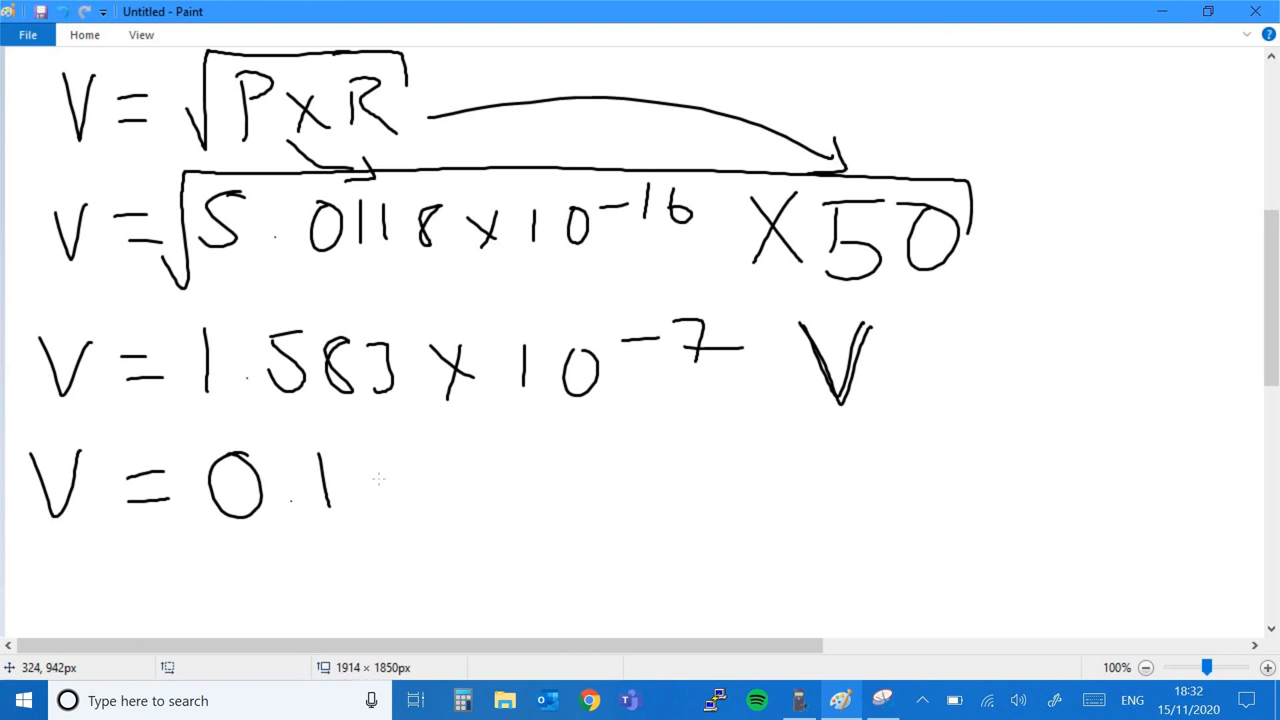 Untitled - Paint
File Home View
V = √P x R
V = √5.0118 x 10⁻¹⁶ x 50
V = 1.583 x 10⁻⁷ V
V = 0.1
324, 942px
1914 × 1850px
100%
Type here to search
ENG
18:32
15/11/2020